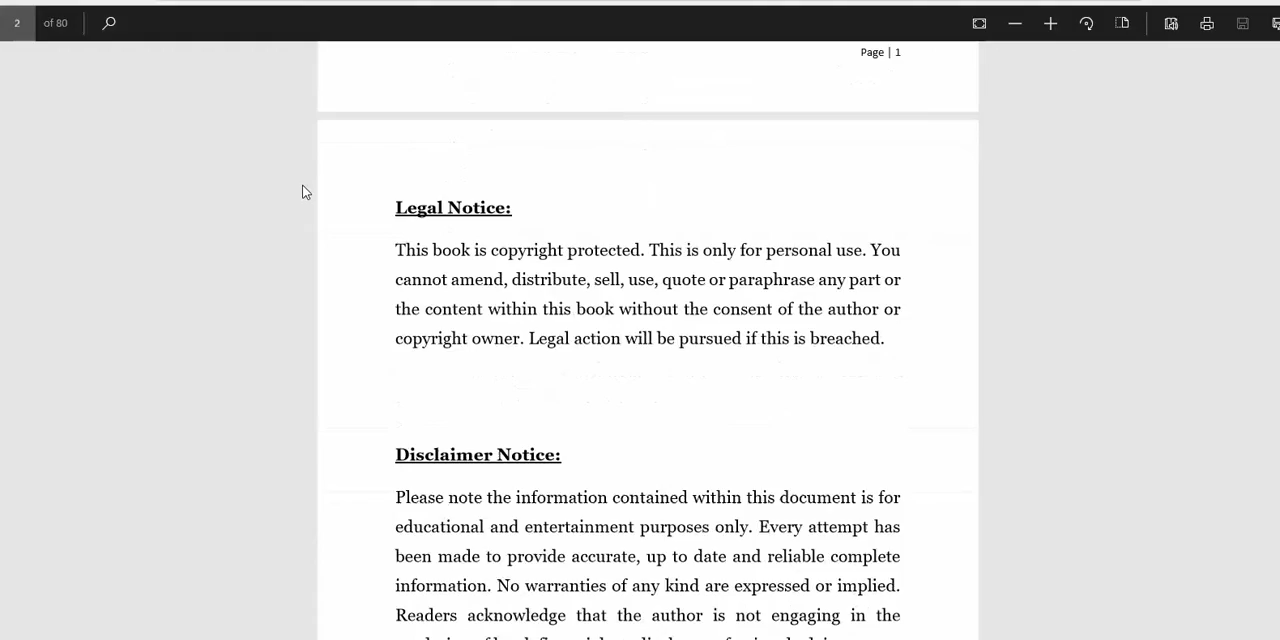 2 of 80
Page | 1
Legal Notice:
This book is copyright protected. This is only for personal use. You
cannot amend, distribute, sell, use, quote or paraphrase any part or
the content within this book without the consent of the author or
copyright owner. Legal action will be pursued if this is breached.
Disclaimer Notice:
Please note the information contained within this document is for
educational and entertainment purposes only. Every attempt has
been made to provide accurate, up to date and reliable complete
information. No warranties of any kind are expressed or implied.
Readers acknowledge that the author is not engaging in the